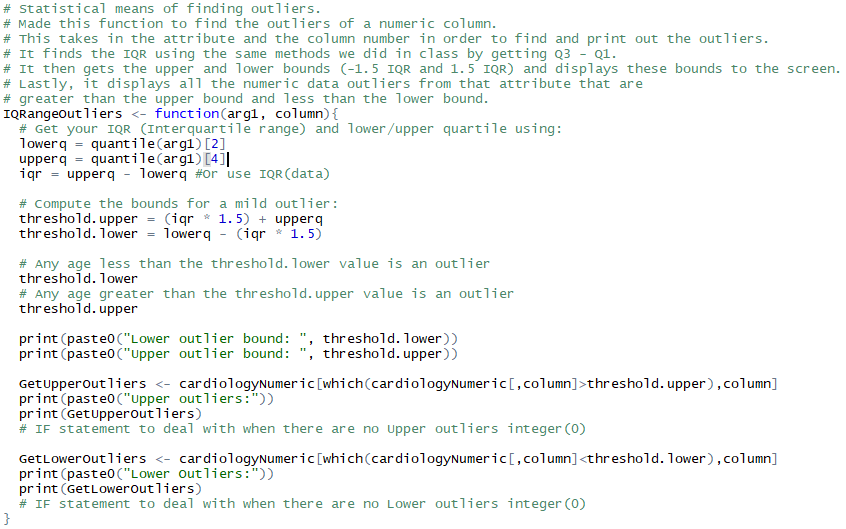 # Statistical means of finding outliers.
# Made this function to find the outliers of a numeric column.
# This takes in the attribute and the column number in order to find and print out the outliers.
# It finds the IQR using the same methods we did in class by getting Q3 - Q1.
# It then gets the upper and lower bounds (-1.5 IQR and 1.5 IQR) and displays these bounds to the screen.
# Lastly, it displays all the numeric data outliers from that attribute that are
# greater than the upper bound and less than the lower bound.
IQRangeOutliers <- function(arg1, column){
  # Get your IQR (Interquartile range) and lower/upper quartile using:
  lowerq = quantile(arg1)[2]
  upperq = quantile(arg1)[4]
  iqr = upperq - lowerq #Or use IQR(data)

  # Compute the bounds for a mild outlier:
  threshold.upper = (iqr * 1.5) + upperq
  threshold.lower = lowerq - (iqr * 1.5)

  # Any age less than the threshold.lower value is an outlier
  threshold.lower
  # Any age greater than the threshold.upper value is an outlier
  threshold.upper

  print(paste0("Lower outlier bound: ", threshold.lower))
  print(paste0("Upper outlier bound: ", threshold.upper))

  GetUpperOutliers <- cardiologyNumeric[which(cardiologyNumeric[,column]>threshold.upper),column]
  print(paste0("Upper outliers:"))
  print(GetUpperOutliers)
  # IF statement to deal with when there are no Upper outliers integer(0)

  GetLowerOutliers <- cardiologyNumeric[which(cardiologyNumeric[,column]<threshold.lower),column]
  print(paste0("Lower Outliers:"))
  print(GetLowerOutliers)
  # IF statement to deal with when there are no Lower outliers integer(0)
}